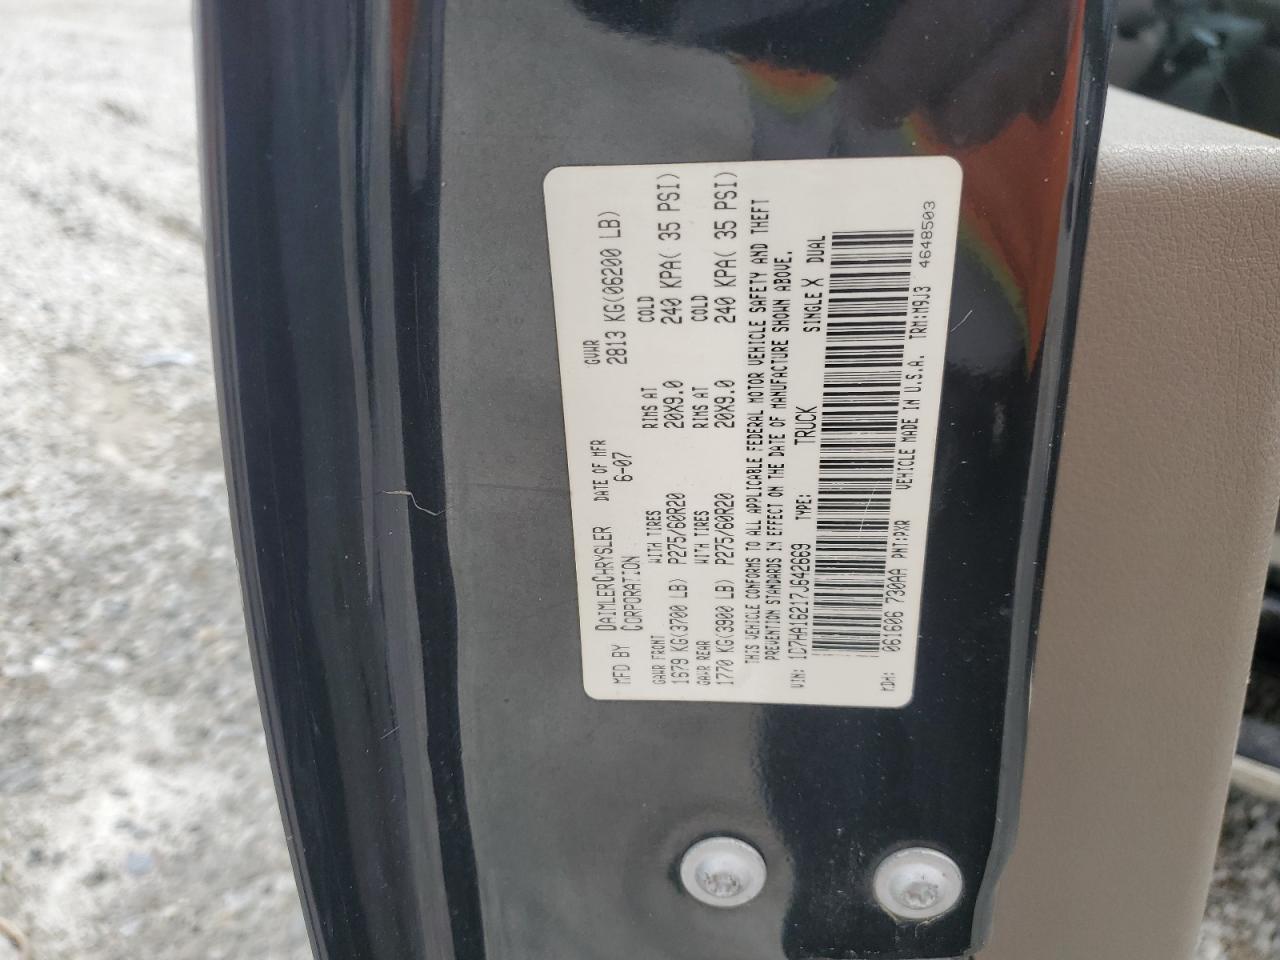 MFD BY DAIMLERCHRYSLER CORPORATION DATE OF MFR 6-07 GVWR 2813 KG(06200 LB)
GAWR FRONT WITH TIRES RIMS AT COLD
1679 KG(3700 LB) P275/60R20 20X9.0 240 KPA( 35 PSI)
GAWR REAR WITH TIRES RIMS AT COLD
1770 KG(3900 LB) P275/60R20 20X9.0 240 KPA( 35 PSI)
THIS VEHICLE CONFORMS TO ALL APPLICABLE FEDERAL MOTOR VEHICLE SAFETY AND THEFT
PREVENTION STANDARDS IN EFFECT ON THE DATE OF MANUFACTURE SHOWN ABOVE.
VIN: 1D7HA16217J642669 TYPE: TRUCK SINGLE X DUAL
MDH: 061606 730AA PNT:PXR VEHICLE MADE IN U.S.A. TRM:M9J3 4648503